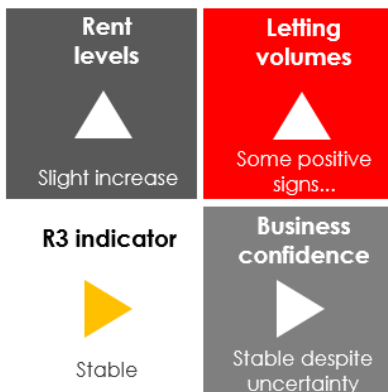 Rent
levels
Slight increase
Letting
volumes
Some positive
signs...
R3 indicator
Stable
Business
confidence
Stable despite
uncertainty